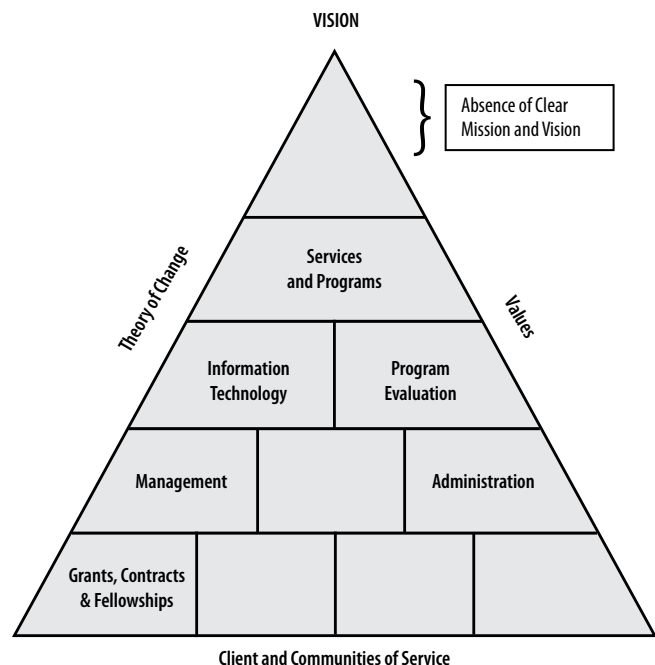 VISION
Absence of Clear
Mission and Vision
Services
and Programs
Theory of Change
Values
Information
Technology
Program
Evaluation
Management
Administration
Grants, Contracts
& Fellowships
Client and Communities of Service